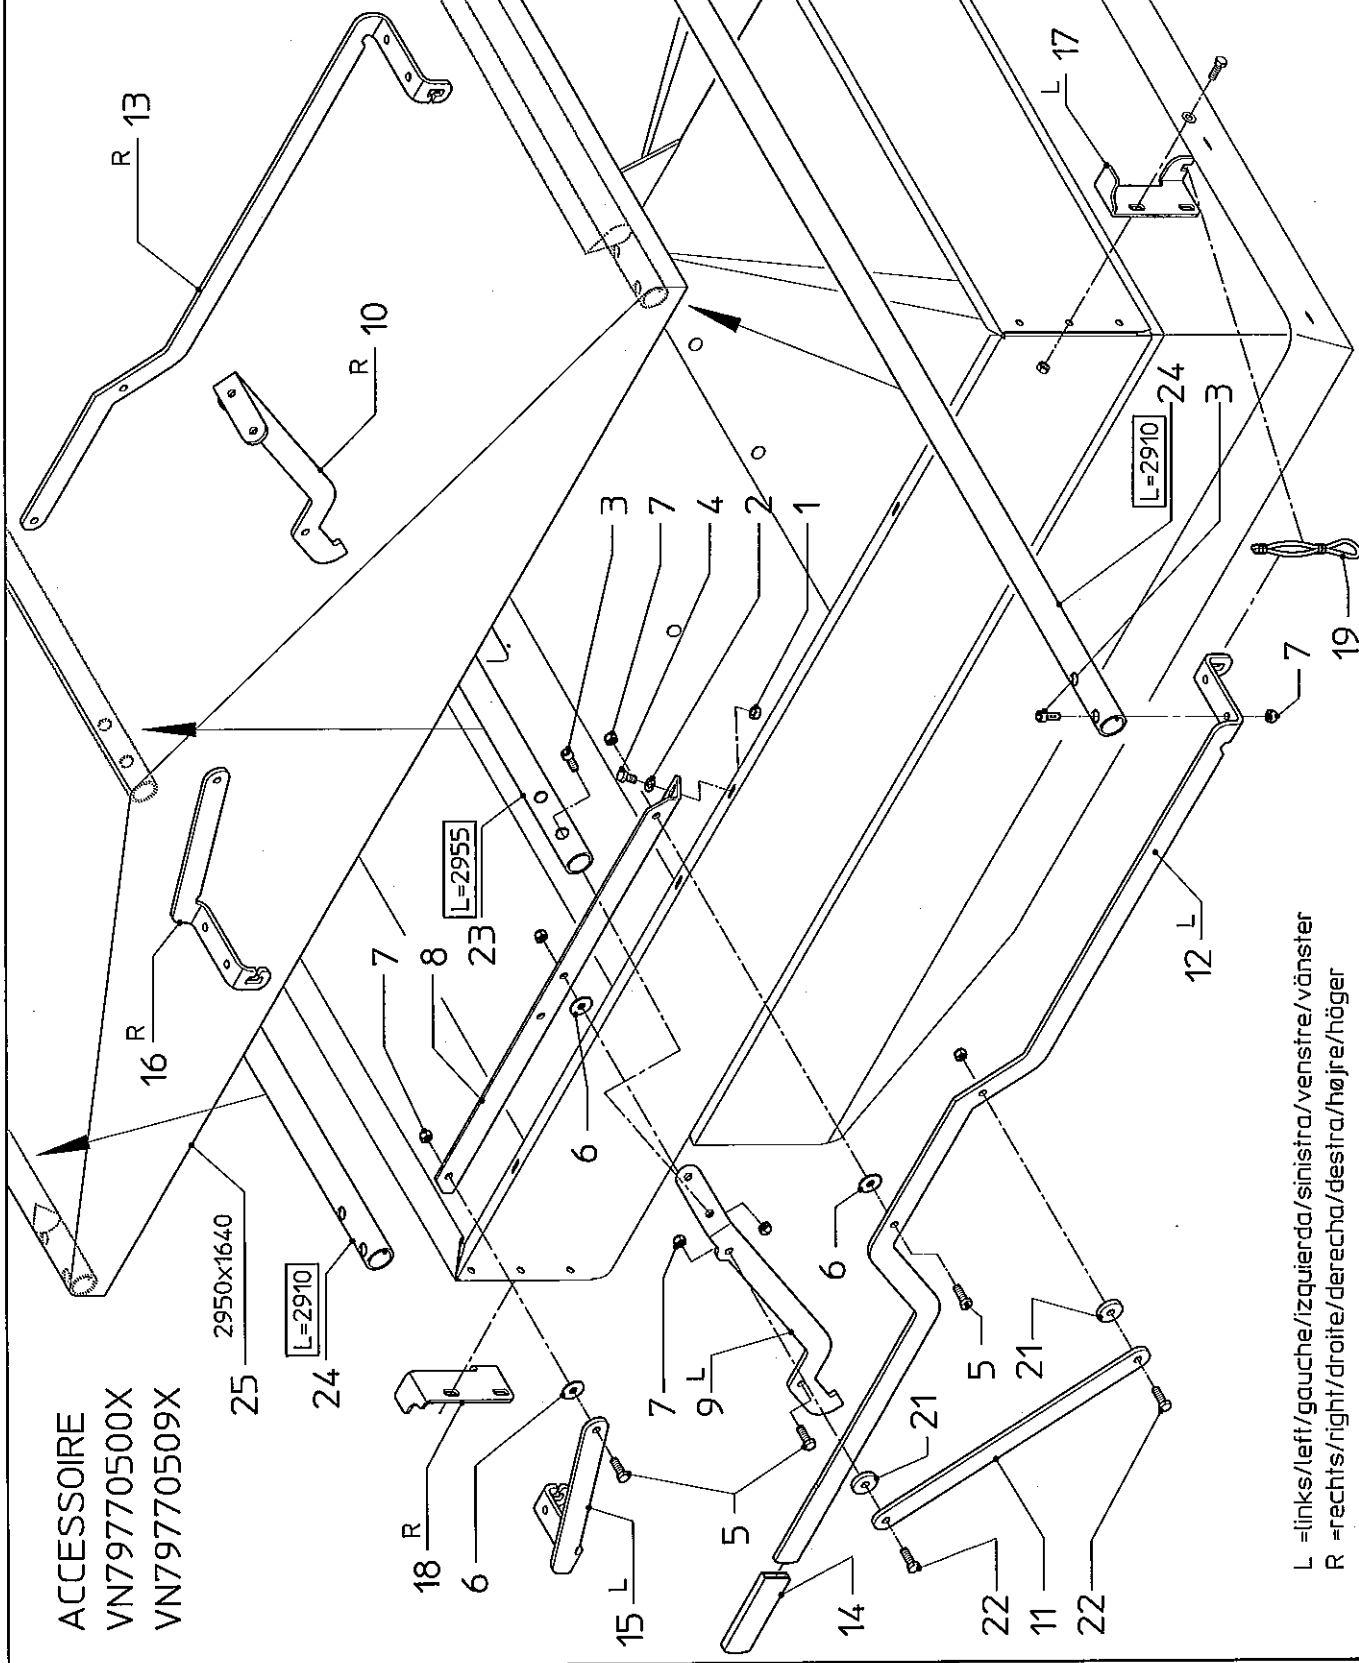 ACCESSOIRE
VN79770500X
VN79770509X
25 2950x1640
L=2910
24
16 R
R 13
R 10
7
8
L=2955
23
3
7
4
2
1
L 17
L=2910
24
3
18 R
6
15 L
5
7
9 L
6
6
14
21
22
11
22
5
21
12 L
7
19
L =links/left/gauche/izquierda/sinistra/venstre/vänster
R =rechts/right/droite/derecha/destra/højre/höger